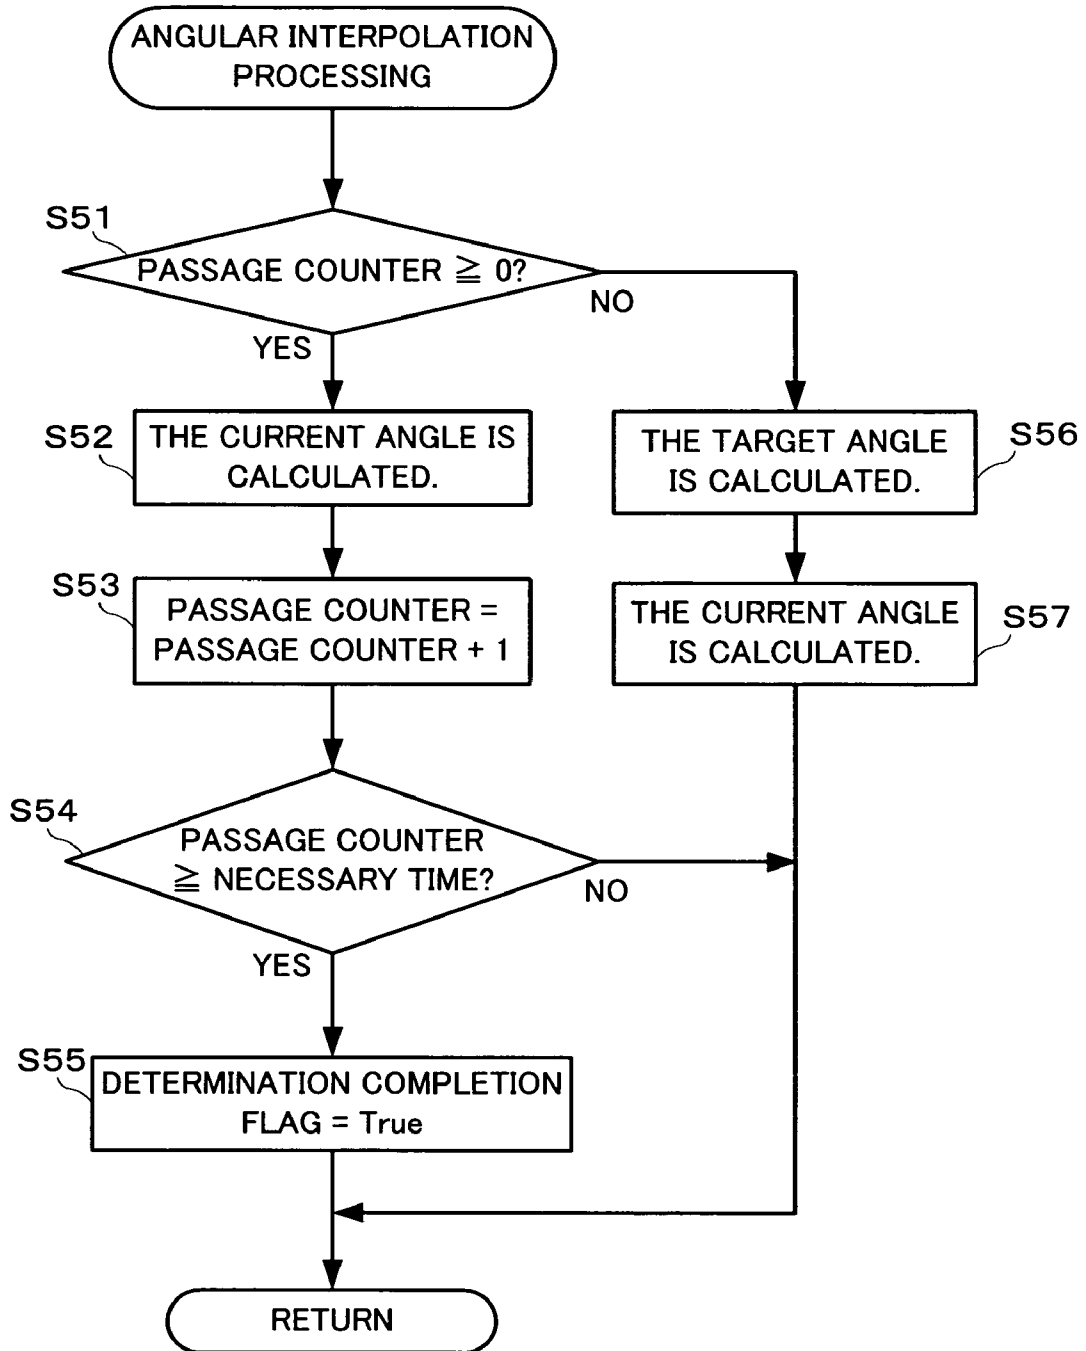 ANGULAR INTERPOLATION
PROCESSING
S51
PASSAGE COUNTER ≧ 0?
NO
YES
S52
THE CURRENT ANGLE IS
CALCULATED.
THE TARGET ANGLE
IS CALCULATED.
S56
S53
PASSAGE COUNTER =
PASSAGE COUNTER + 1
THE CURRENT ANGLE
IS CALCULATED.
S57
S54
PASSAGE COUNTER
≧ NECESSARY TIME?
NO
YES
S55
DETERMINATION COMPLETION
FLAG = True
RETURN